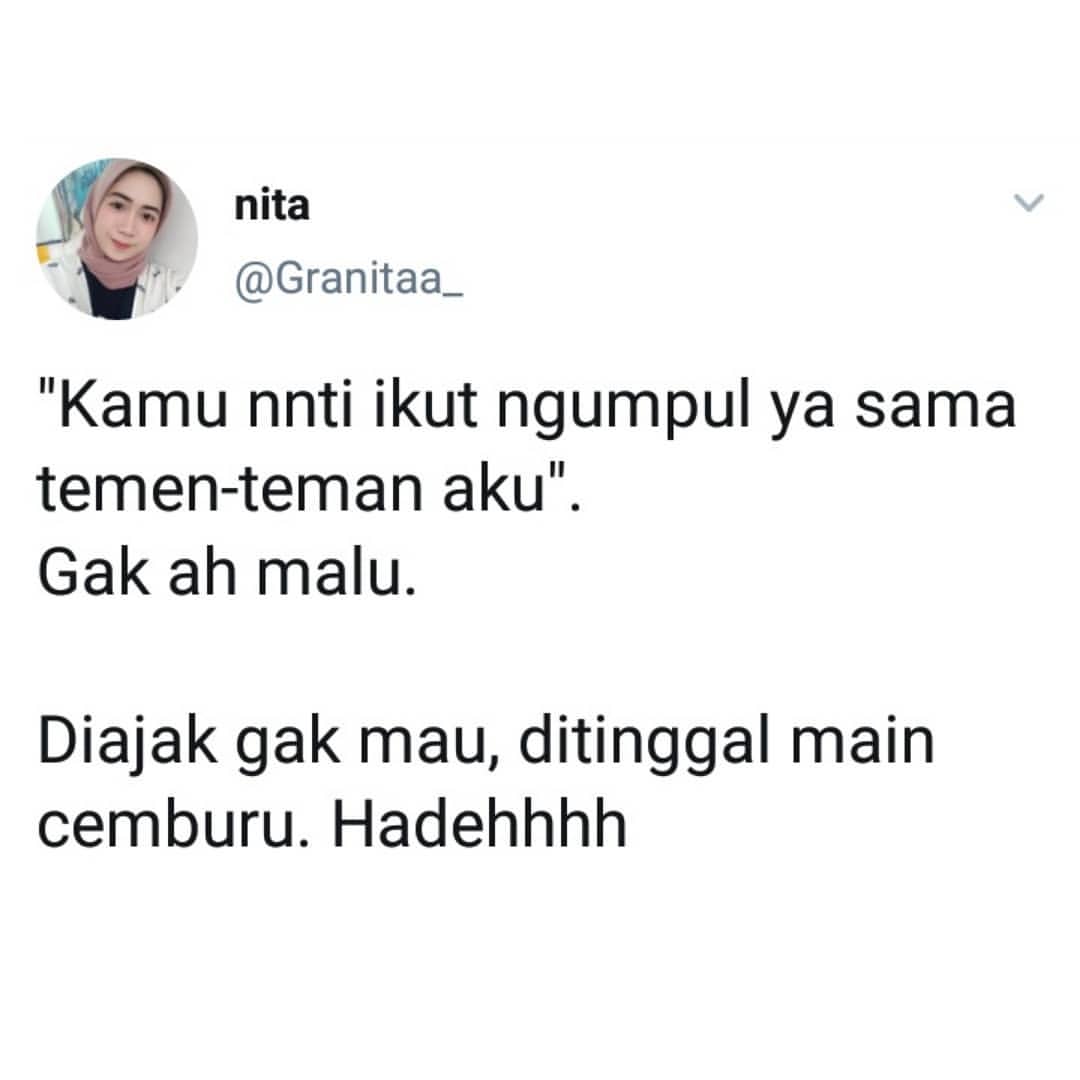 nita
@Granitaa_
"Kamu nnti ikut ngumpul ya sama
temen-teman aku".
Gak ah malu.
Diajak gak mau, ditinggal main
cemburu. Hadehhhh